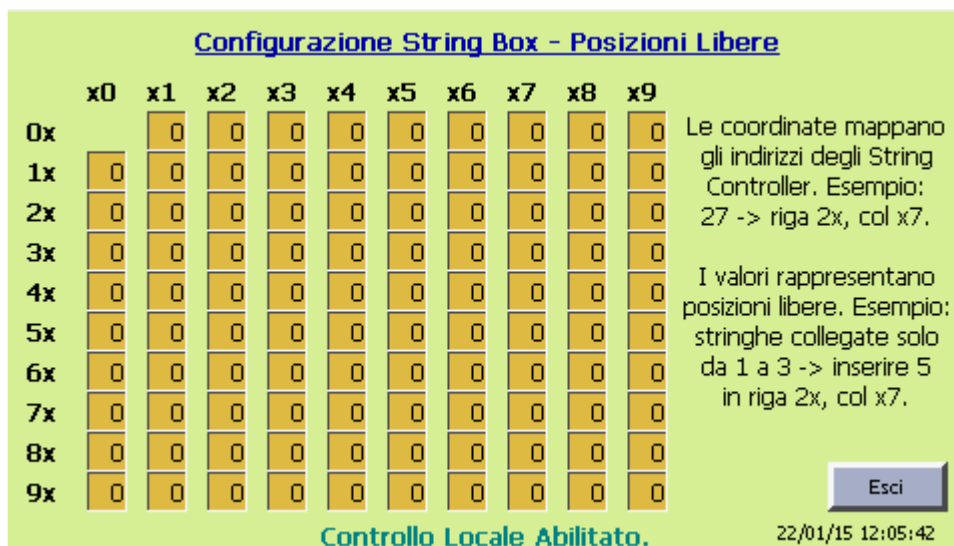 Configurazione String Box - Posizioni Libere
x0 x1 x2 x3 x4 x5 x6 x7 x8 x9
0x 0 0 0 0 0 0 0 0 0
1x 0 0 0 0 0 0 0 0 0 0
2x 0 0 0 0 0 0 0 0 0 0
3x 0 0 0 0 0 0 0 0 0 0
4x 0 0 0 0 0 0 0 0 0 0
5x 0 0 0 0 0 0 0 0 0 0
6x 0 0 0 0 0 0 0 0 0 0
7x 0 0 0 0 0 0 0 0 0 0
8x 0 0 0 0 0 0 0 0 0 0
9x 0 0 0 0 0 0 0 0 0 0
Le coordinate mappano
gli indirizzi degli String
Controller. Esempio:
27 -> riga 2x, col x7.
I valori rappresentano
posizioni libere. Esempio:
stringhe collegate solo
da 1 a 3 -> inserire 5
in riga 2x, col x7.
Esci
Controllo Locale Abilitato.
22/01/15 12:05:42